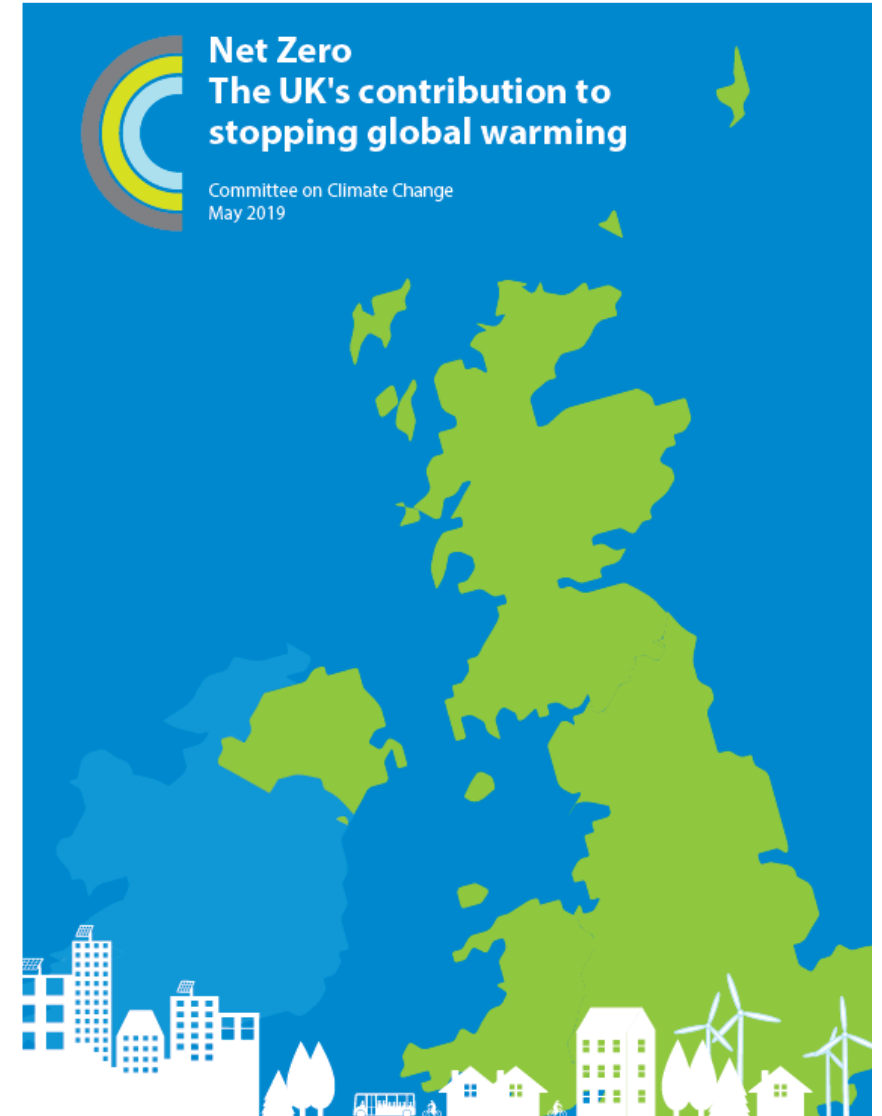 Net Zero
The UK's contribution to
stopping global warming
Committee on Climate Change
May 2019